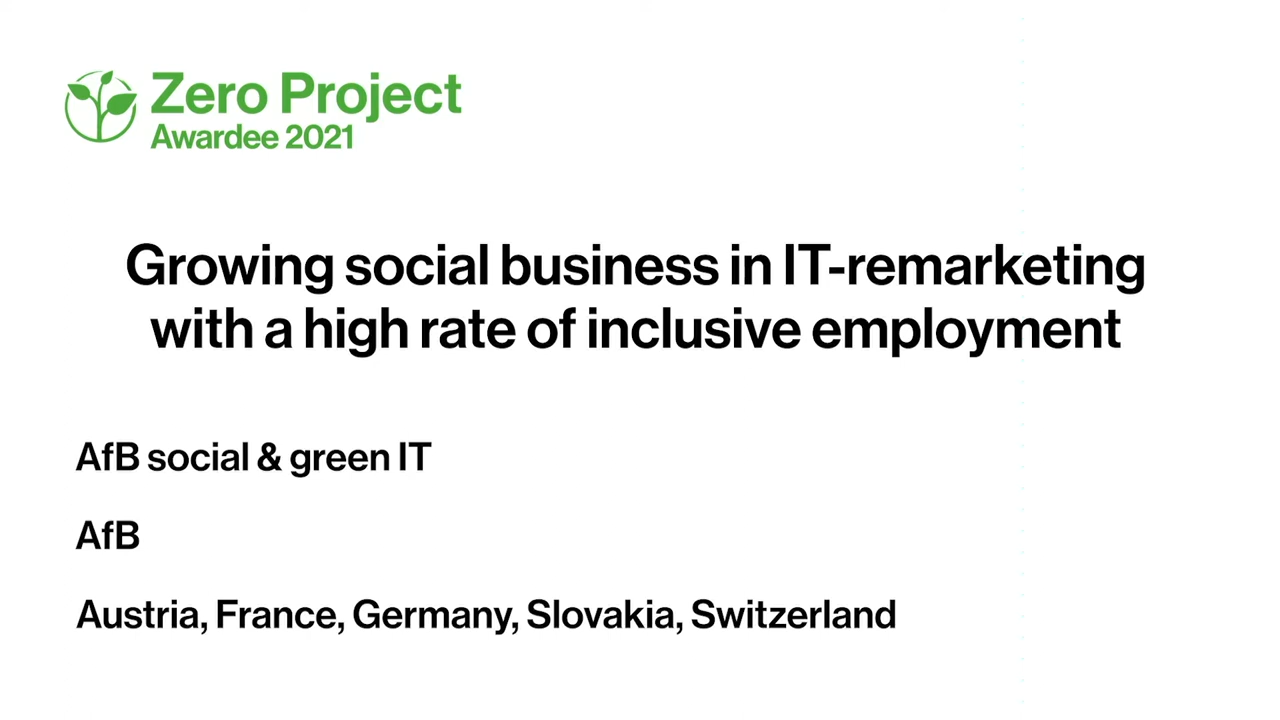 Zero Project
Awardee 2021
Growing social business in IT-remarketing
with a high rate of inclusive employment
AfB social & green IT
AfB
Austria, France, Germany, Slovakia, Switzerland